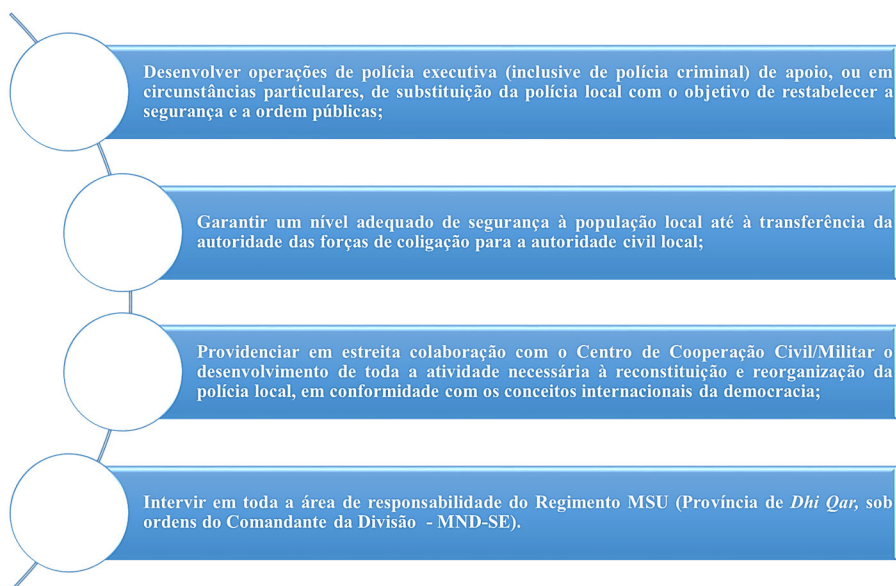 Desenvolver operações de polícia executiva (inclusive de polícia criminal) de apoio, ou em
circunstâncias particulares, de substituição da polícia local com o objetivo de restabelecer a
segurança e a ordem públicas;
Garantir um nível adequado de segurança à população local até à transferência da
autoridade das forças de coligação para a autoridade civil local;
Providenciar em estreita colaboração com o Centro de Cooperação Civil/Militar o
desenvolvimento de toda a atividade necessária à reconstituição e reorganização da
polícia local, em conformidade com os conceitos internacionais da democracia;
Intervir em toda a área de responsabilidade do Regimento MSU (Província de Dhi Qar, sob
ordens do Comandante da Divisão - MND-SE).